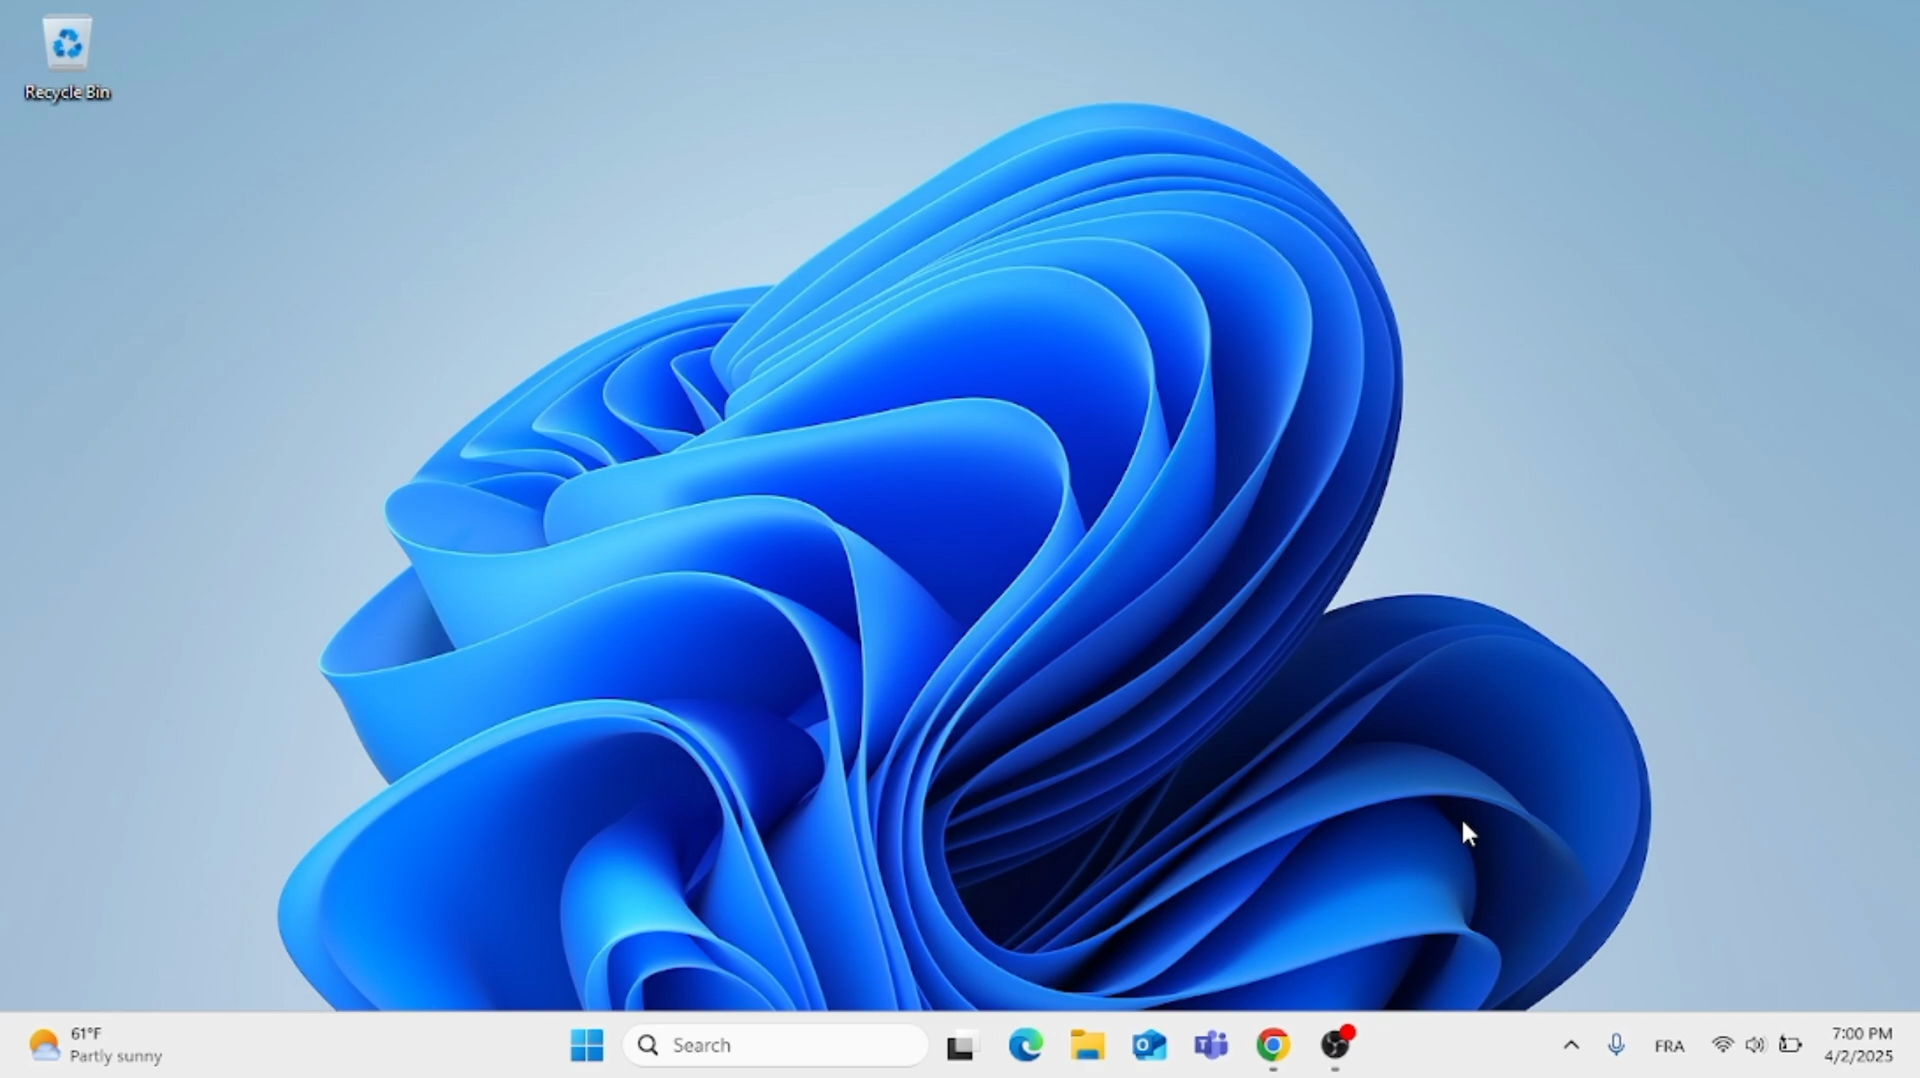 Recycle Bin
61°F
Partly sunny
Search
FRA
7:00 PM
4/2/2025